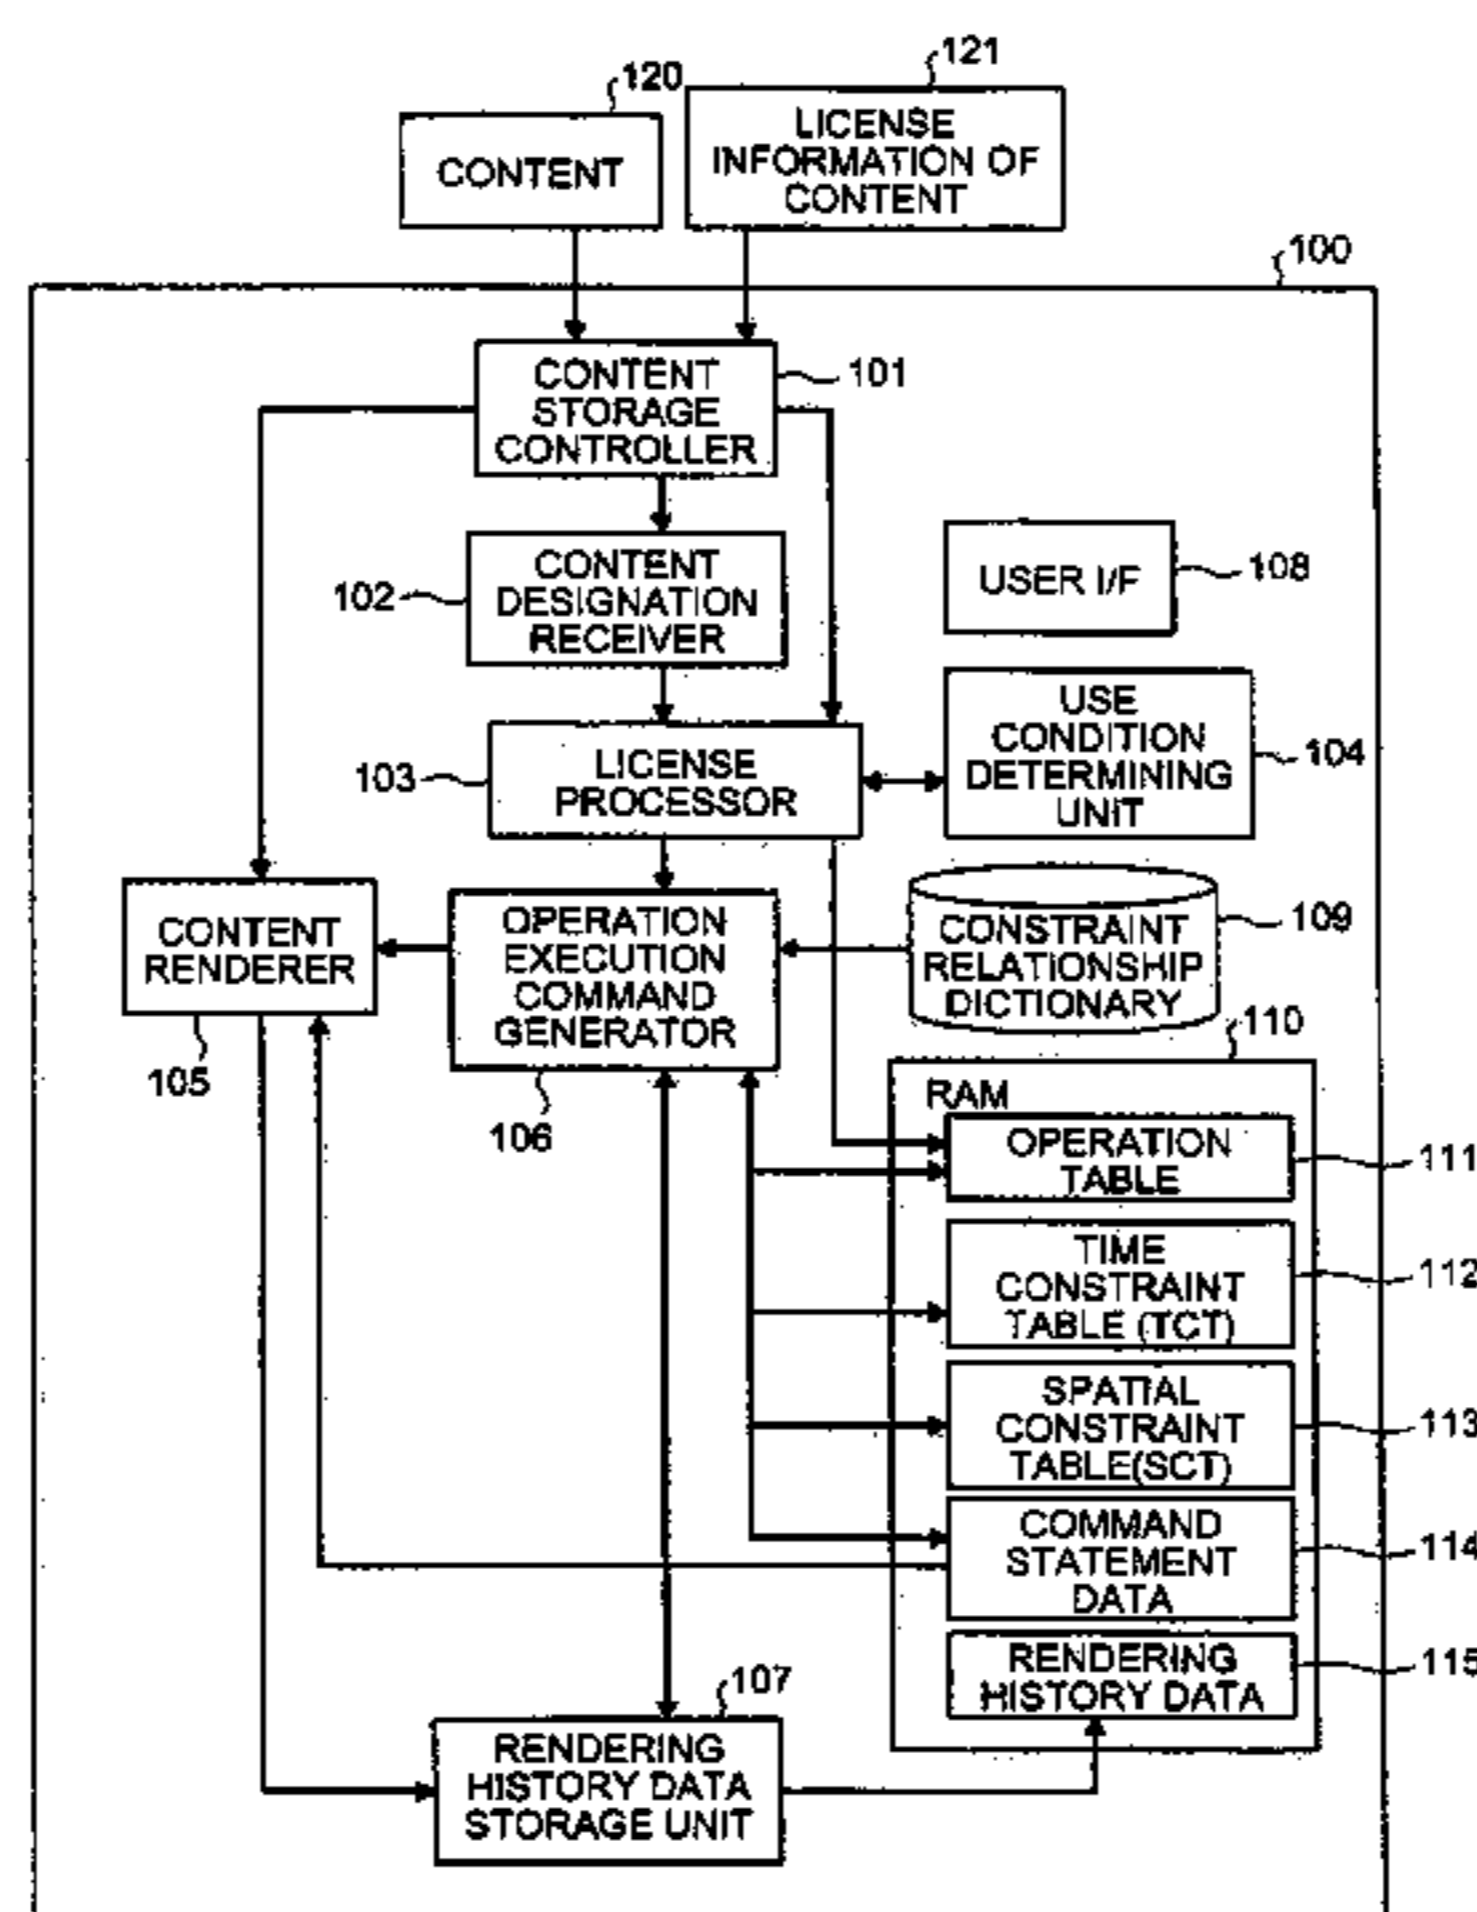 120
121
CONTENT
LICENSE
INFORMATION OF
CONTENT
100
CONTENT
STORAGE
CONTROLLER
101
CONTENT
DESIGNATION
RECEIVER
102
USER I/F
108
LICENSE
PROCESSOR
103
USE
CONDITION
DETERMINING
UNIT
104
CONTENT
RENDERER
105
OPERATION
EXECUTION
COMMAND
GENERATOR
106
CONSTRAINT
RELATIONSHIP
DICTIONARY
109
110
RAM
OPERATION
TABLE
111
TIME
CONSTRAINT
TABLE (TCT)
112
SPATIAL
CONSTRAINT
TABLE(SCT)
113
COMMAND
STATEMENT
DATA
114
RENDERING
HISTORY DATA
115
107
RENDERING
HISTORY DATA
STORAGE UNIT